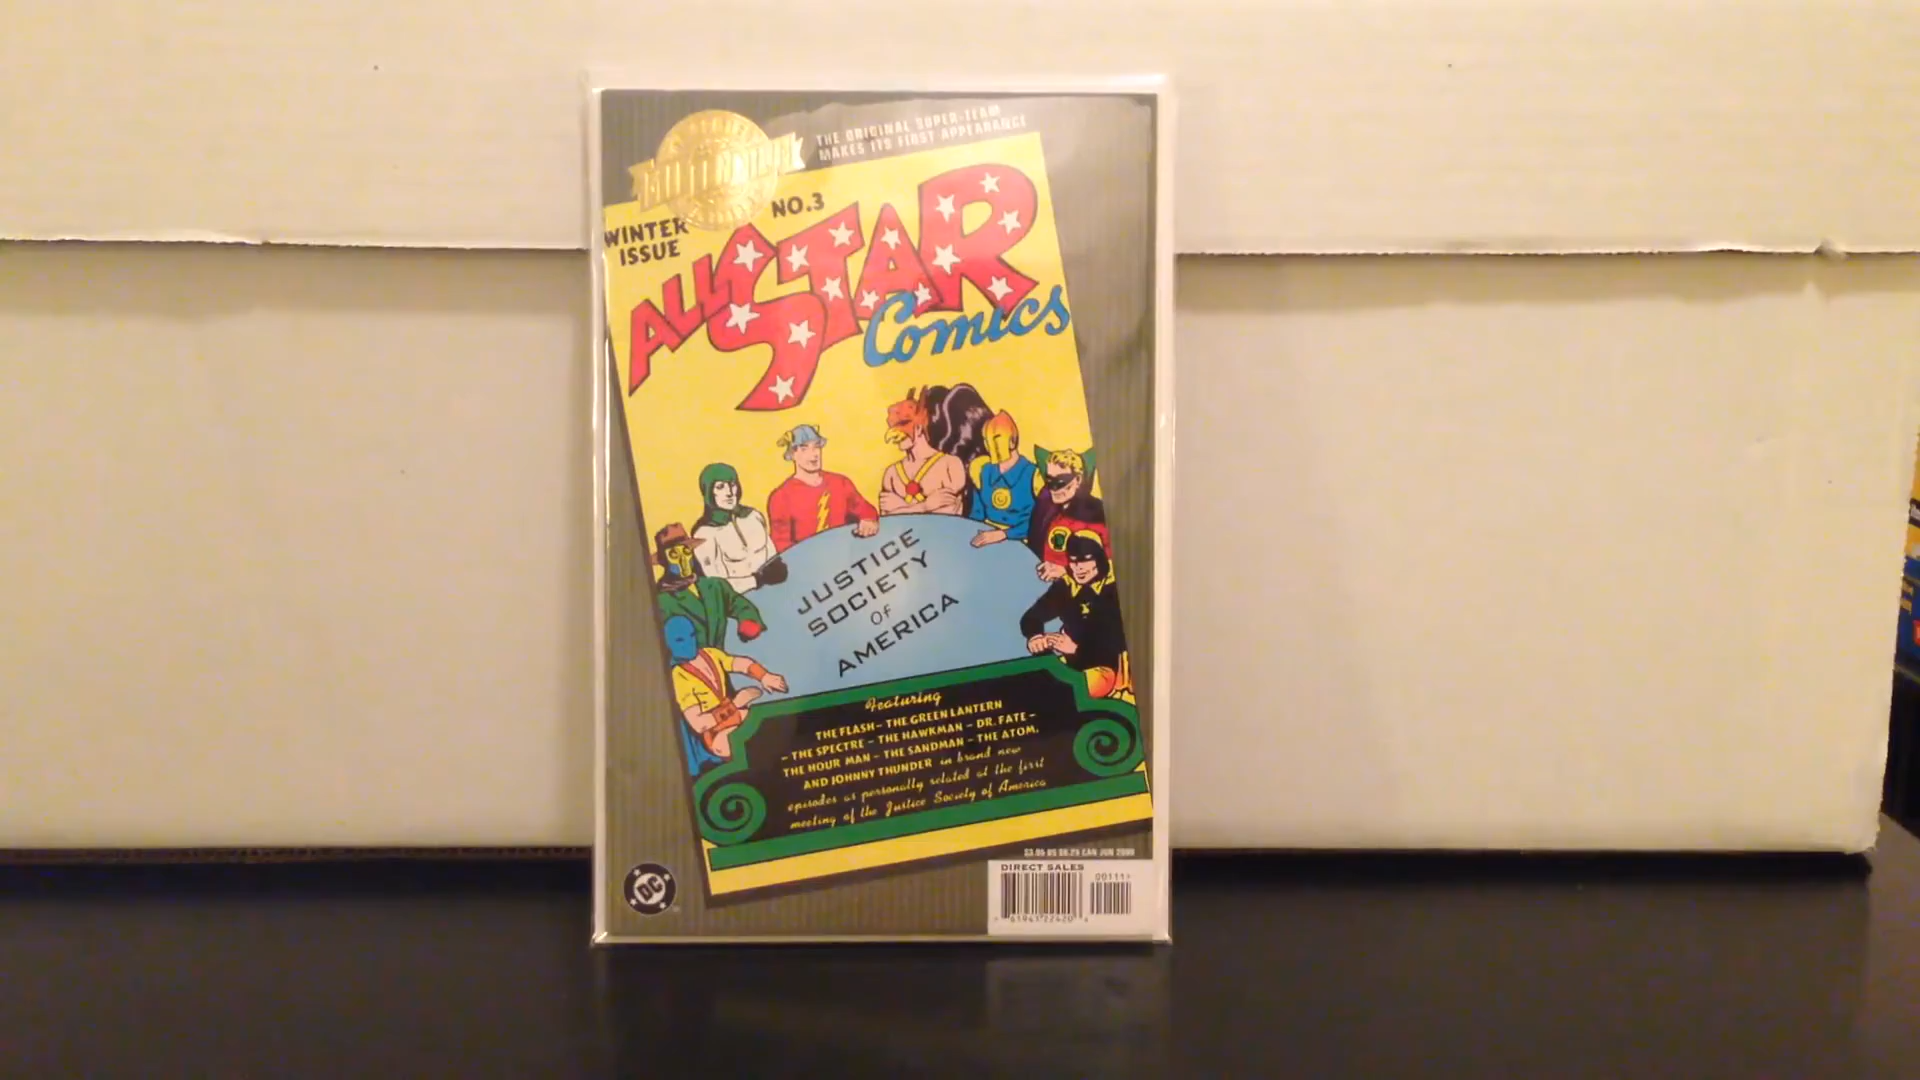 THE ORIGINAL SUPER-TEAM
MAKES ITS FIRST APPEARANCE
MILLENNIUM
WINTER
ISSUE
NO.3
ALL STAR
Comics
JUSTICE
SOCIETY
OF
AMERICA
Featuring
THE FLASH – THE GREEN LANTERN
– THE SPECTRE – THE HAWKMAN – DR. FATE –
THE HOUR MAN – THE SANDMAN – THE ATOM,
AND JOHNNY THUNDER in brand new
episodes as personally related at the first
meeting of the Justice Society of America
DC
DIRECT SALES
00111